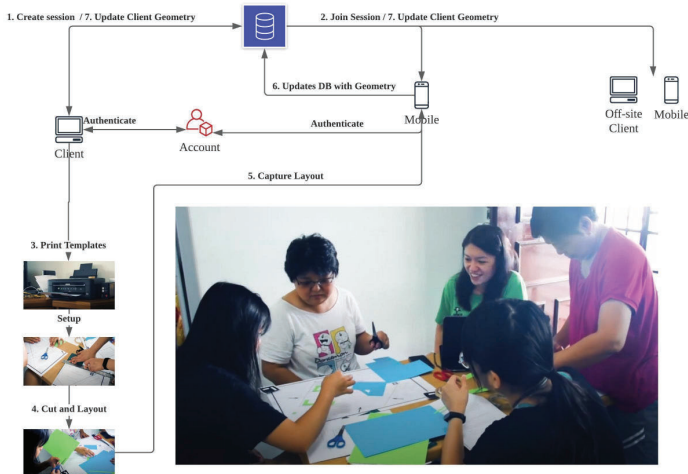 1. Create session / 7. Update Client Geometry
2. Join Session / 7. Update Client Geometry
6. Updates DB with Geometry
Authenticate
Authenticate
Client
Account
Mobile
Off-site
Client
Mobile
5. Capture Layout
3. Print Templates
Setup
4. Cut and Layout